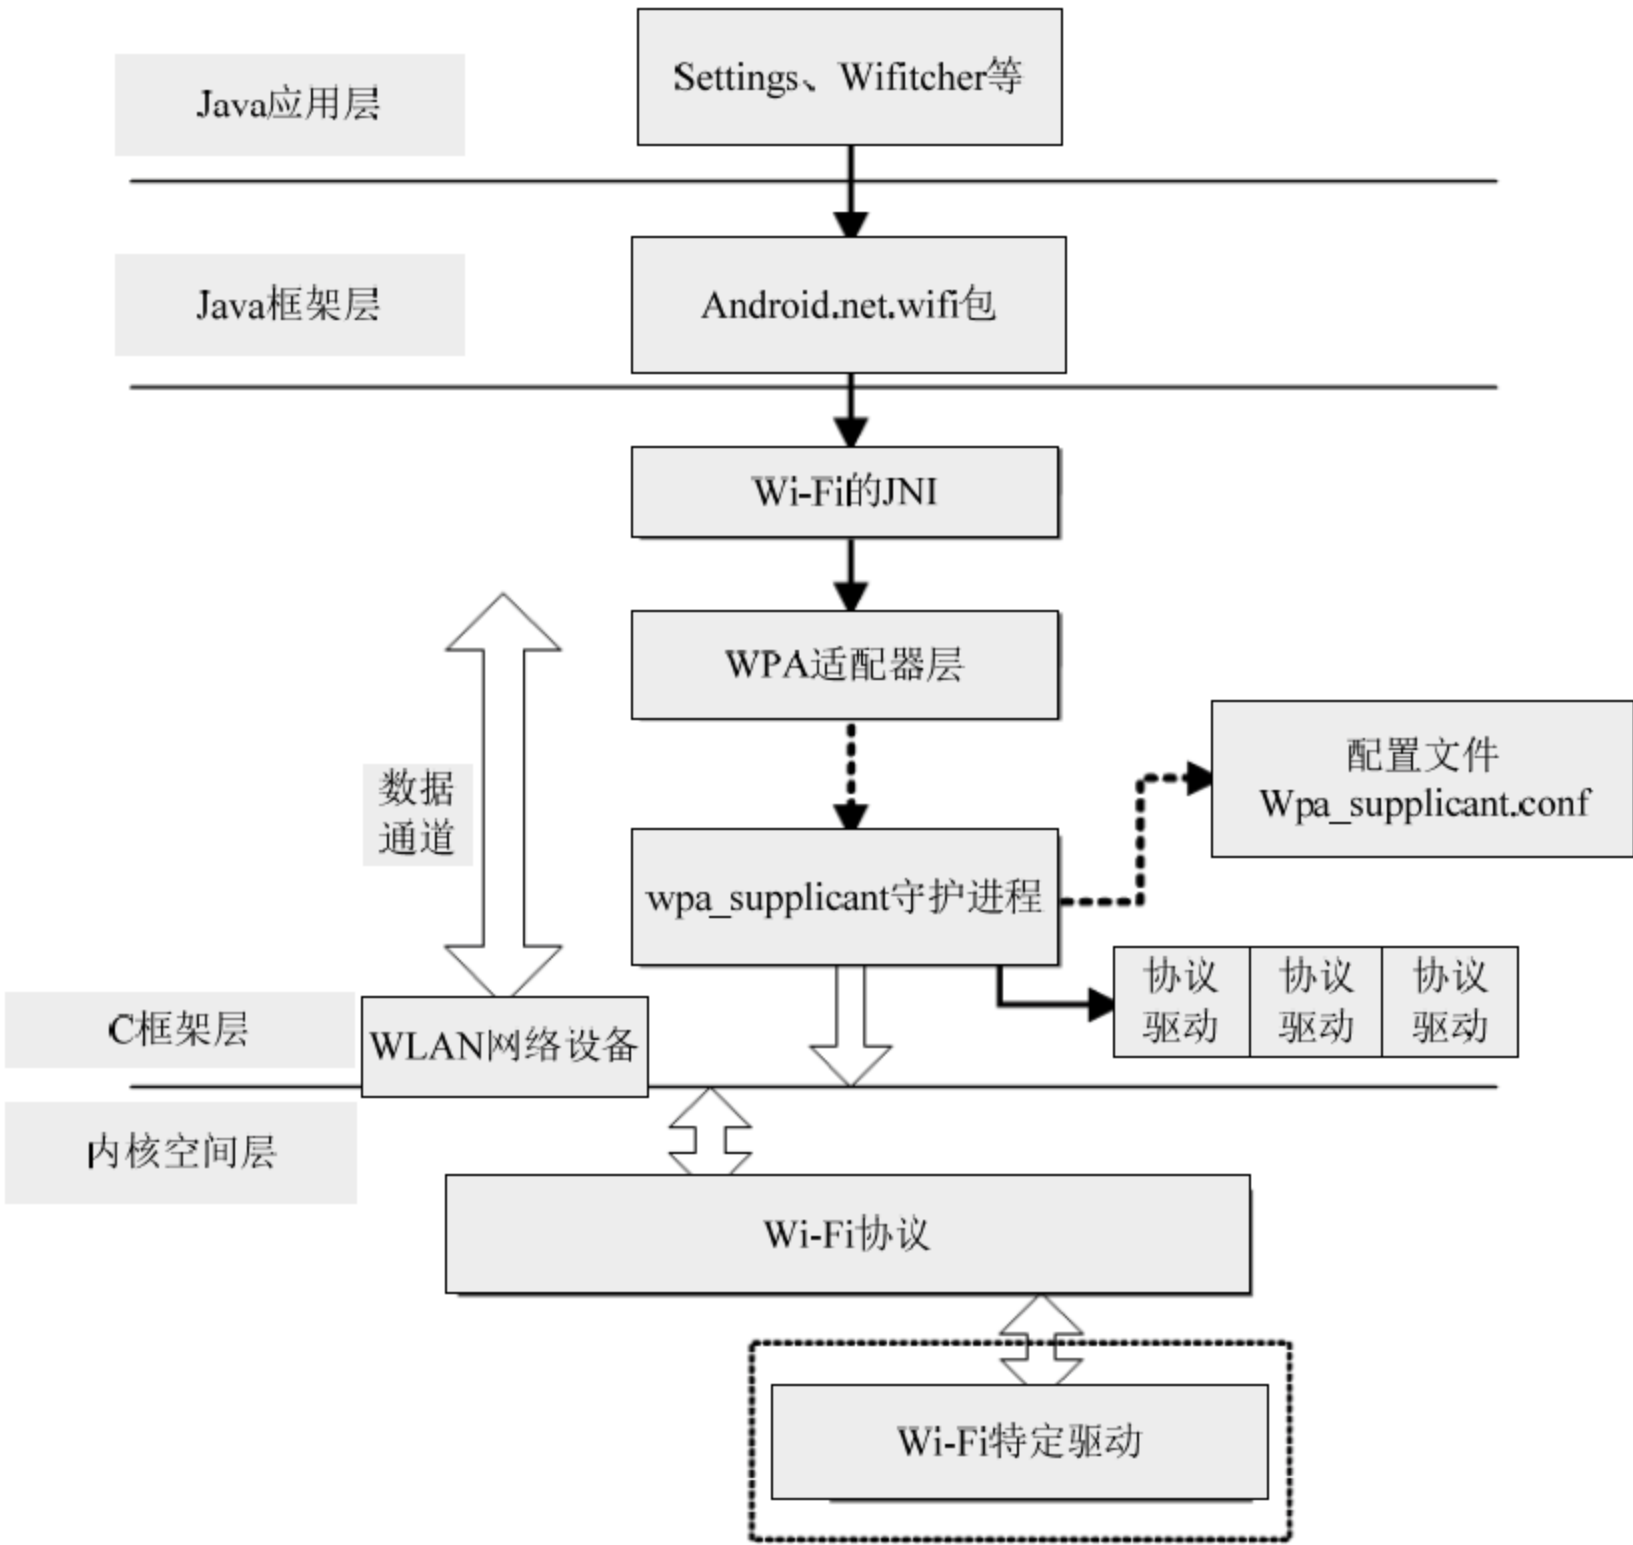 Settings、Wifitcher等
Java应用层
Java框架层
Android.net.wifi包
Wi-Fi的JNI
WPA适配器层
配置文件
Wpa_supplicant.conf
数据
通道
wpa_supplicant守护进程
协议
驱动
协议
驱动
协议
驱动
C框架层
WLAN网络设备
内核空间层
Wi-Fi协议
Wi-Fi特定驱动